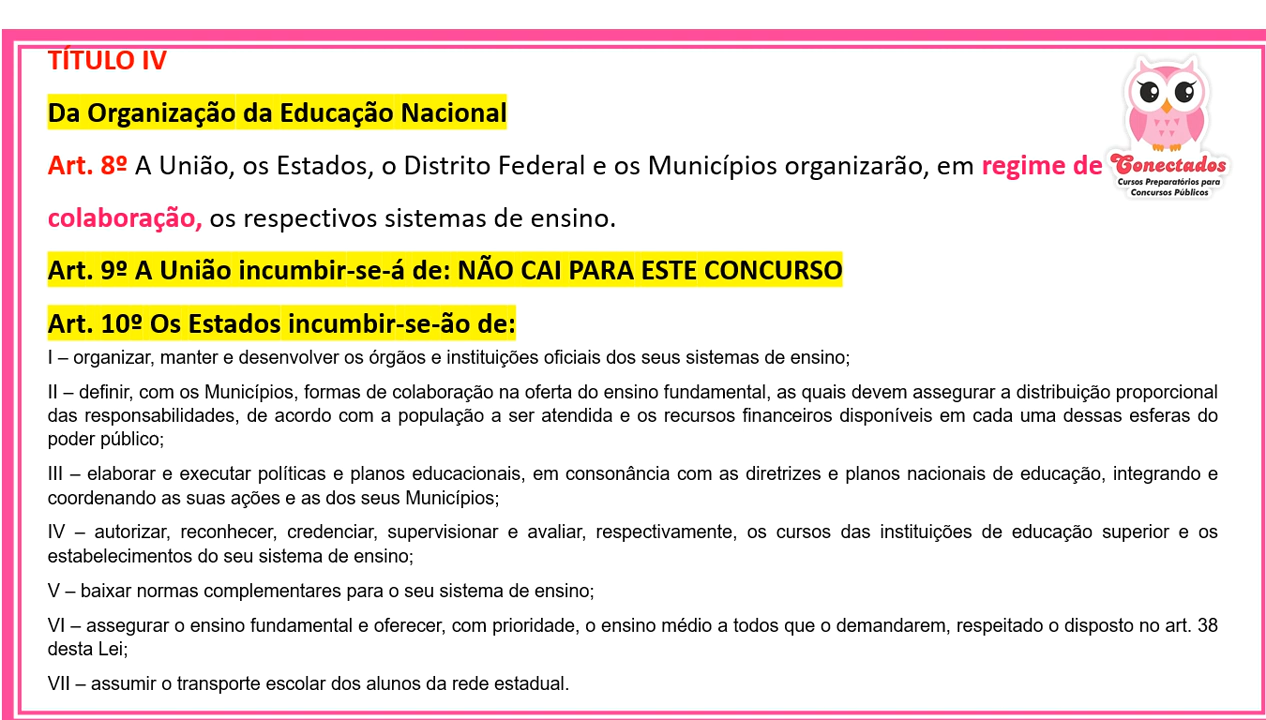 TÍTULO IV
Da Organização da Educação Nacional
Art. 8º A União, os Estados, o Distrito Federal e os Municípios organizarão, em regime de
colaboração, os respectivos sistemas de ensino.
Conectados
Cursos Preparatórios para
Concursos Públicos
Art. 9º A União incumbir-se-á de: NÃO CAI PARA ESTE CONCURSO
Art. 10º Os Estados incumbir-se-ão de:
I – organizar, manter e desenvolver os órgãos e instituições oficiais dos seus sistemas de ensino;
II – definir, com os Municípios, formas de colaboração na oferta do ensino fundamental, as quais devem assegurar a distribuição proporcional
das responsabilidades, de acordo com a população a ser atendida e os recursos financeiros disponíveis em cada uma dessas esferas do
poder público;
III – elaborar e executar políticas e planos educacionais, em consonância com as diretrizes e planos nacionais de educação, integrando e
coordenando as suas ações e as dos seus Municípios;
IV – autorizar, reconhecer, credenciar, supervisionar e avaliar, respectivamente, os cursos das instituições de educação superior e os
estabelecimentos do seu sistema de ensino;
V – baixar normas complementares para o seu sistema de ensino;
VI – assegurar o ensino fundamental e oferecer, com prioridade, o ensino médio a todos que o demandarem, respeitado o disposto no art. 38
desta Lei;
VII – assumir o transporte escolar dos alunos da rede estadual.